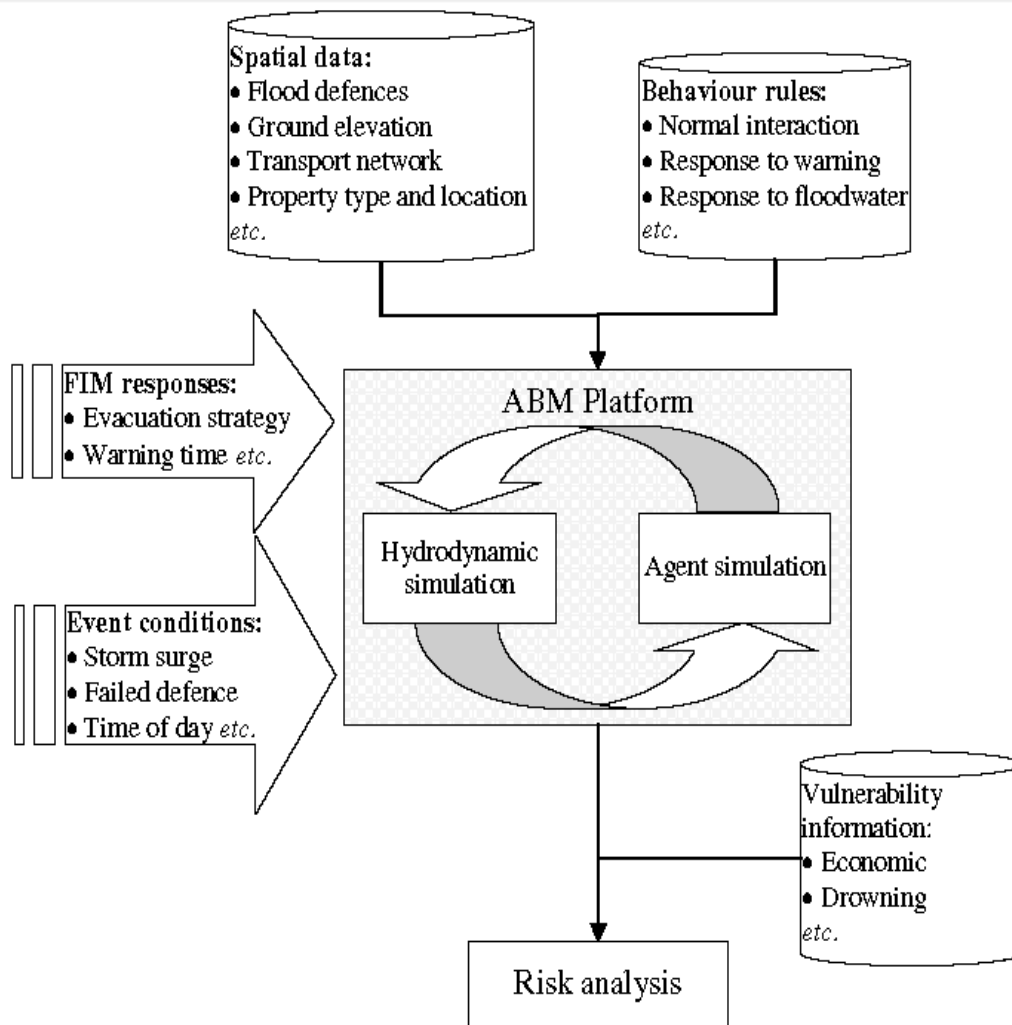 Spatial data:
• Flood defences
• Ground elevation
• Transport network
• Property type and location
etc.
Behaviour rules:
• Normal interaction
• Response to warning
• Response to floodwater
etc.
FIM responses:
• Evacuation strategy
• Warning time etc.
ABM Platform
Hydrodynamic
simulation
Agent simulation
Event conditions:
• Storm surge
• Failed defence
• Time of day etc.
Vulnerability
information:
• Economic
• Drowning
etc.
Risk analysis